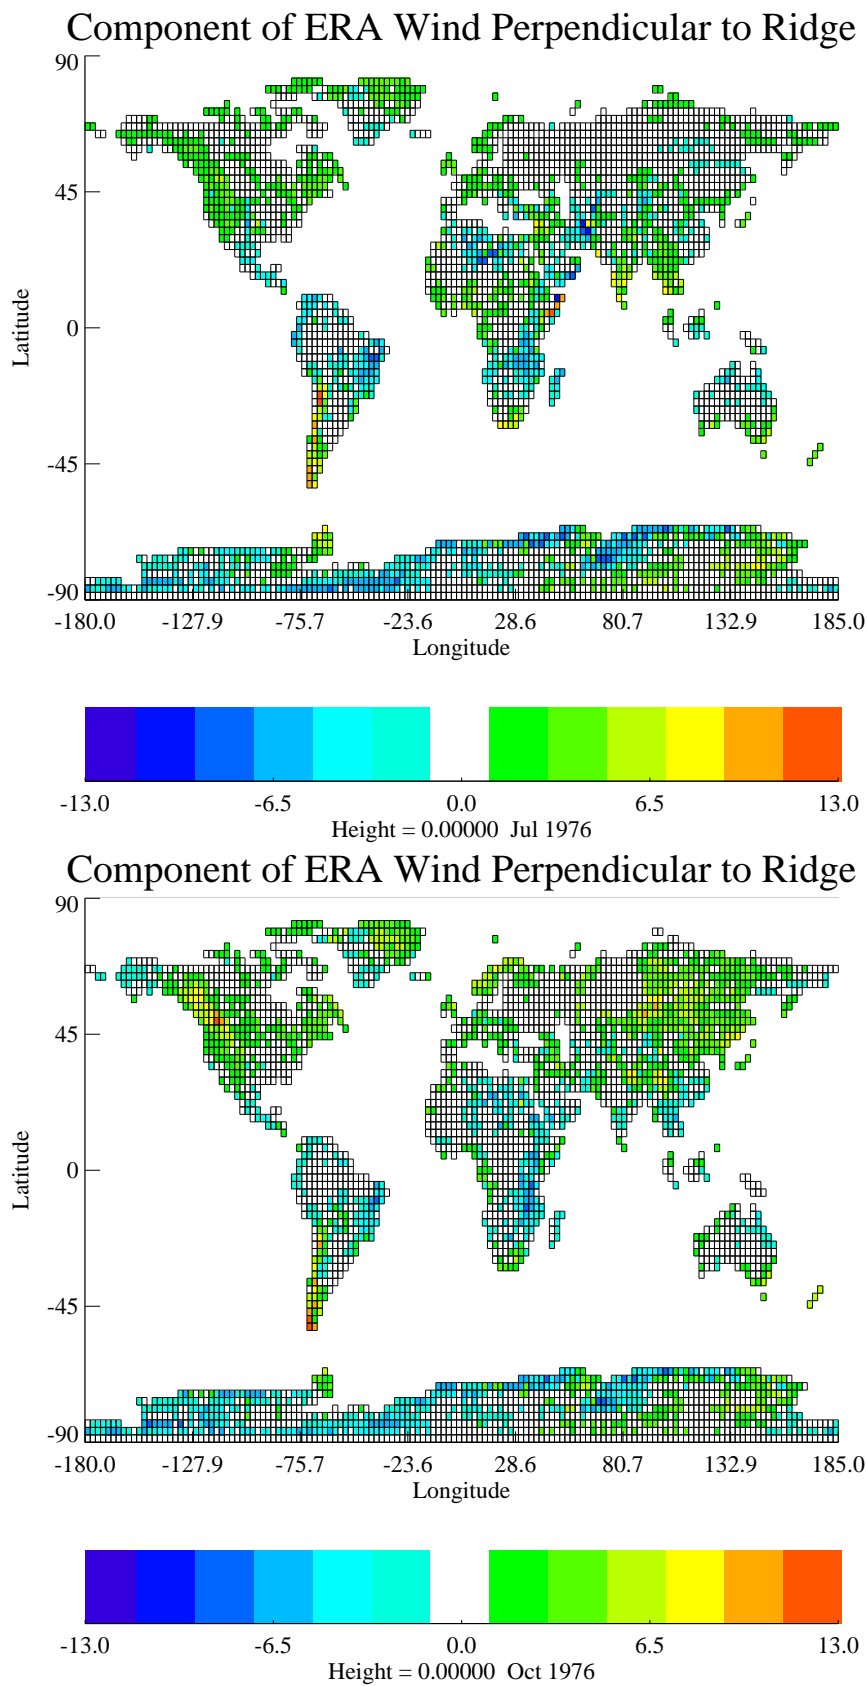 Component of ERA Wind Perpendicular to Ridge
90
45
0
-45
-90
Latitude
-180.0 -127.9 -75.7 -23.6 28.6 80.7 132.9 185.0
Longitude
-13.0 -6.5 0.0 6.5 13.0
Height = 0.00000 Jul 1976
Component of ERA Wind Perpendicular to Ridge
90
45
0
-45
-90
Latitude
-180.0 -127.9 -75.7 -23.6 28.6 80.7 132.9 185.0
Longitude
-13.0 -6.5 0.0 6.5 13.0
Height = 0.00000 Oct 1976